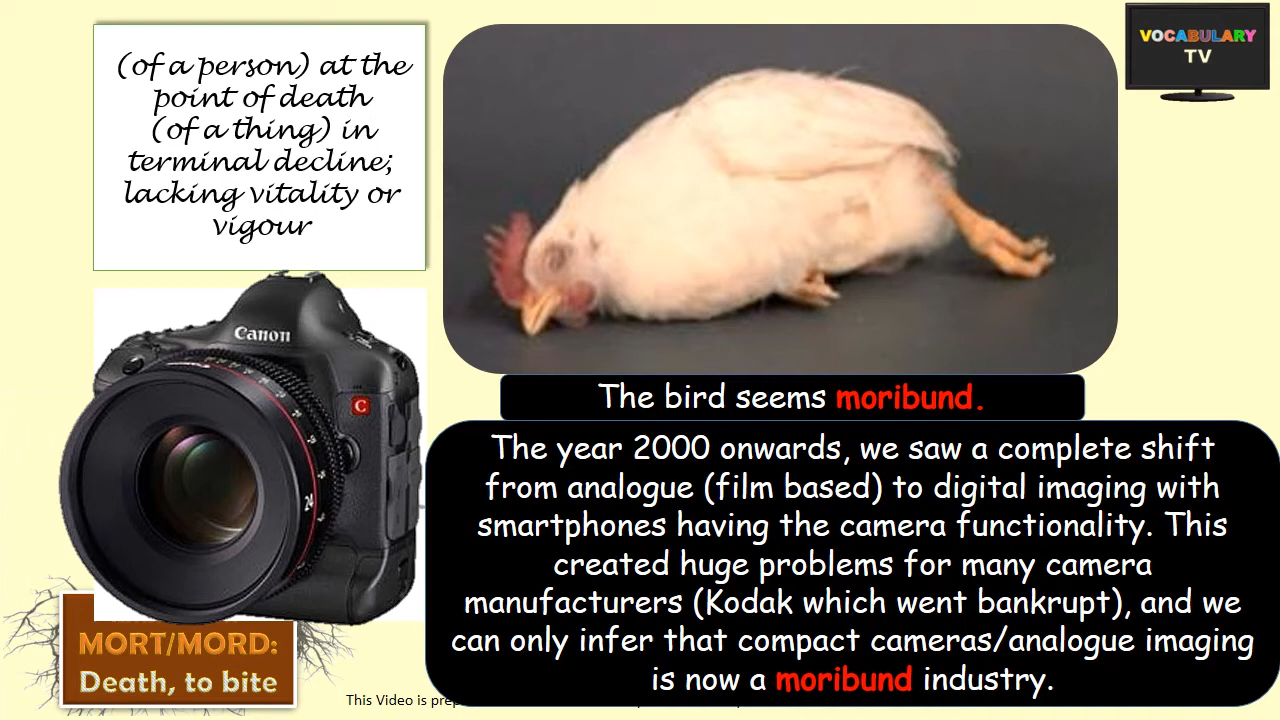 (of a person) at the
point of death
(of a thing) in
terminal decline;
lacking vitality or
vigour
VOCABULARY
TV
Canon
C
The bird seems moribund.
The year 2000 onwards, we saw a complete shift
from analogue (film based) to digital imaging with
smartphones having the camera functionality. This
created huge problems for many camera
manufacturers (Kodak which went bankrupt), and we
can only infer that compact cameras/analogue imaging
is now a moribund industry.
MORT/MORD:
Death, to bite
This Video is